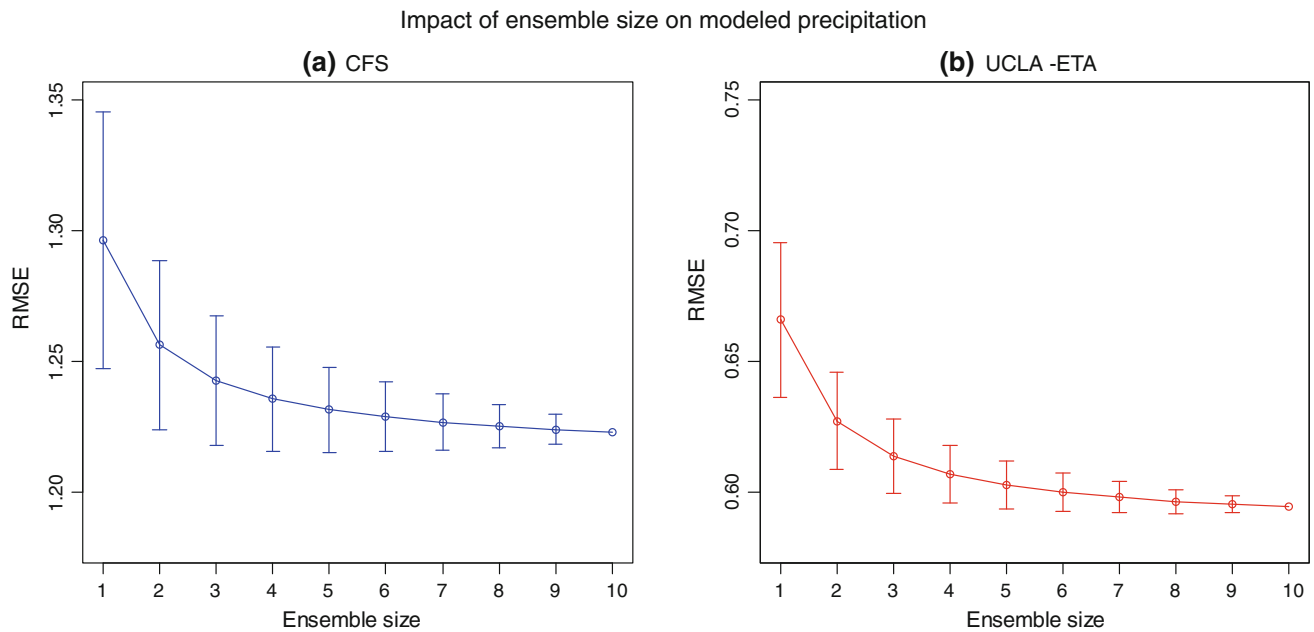 Impact of ensemble size on modeled precipitation
(a) CFS
1.35
1.30
1.25
1.20
RMSE
1 2 3 4 5 6 7 8 9 10
Ensemble size
(b) UCLA -ETA
0.75
0.70
0.65
0.60
RMSE
1 2 3 4 5 6 7 8 9 10
Ensemble size